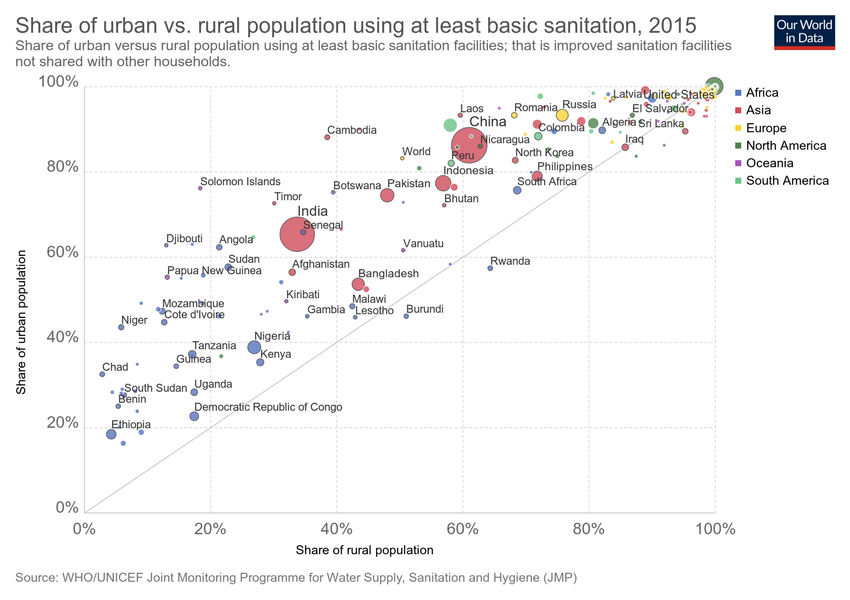 Share of urban vs. rural population using at least basic sanitation, 2015
Our World
in Data
Share of urban versus rural population using at least basic sanitation facilities; that is improved sanitation facilities
not shared with other households.
100%
Latvia
United States
Africa
Laos
Romania
Russia
El Salvador
Asia
China
Colombia
Algeria
Sri Lanka
Europe
Cambodia
Nicaragua
Iraq
North America
World
Peru
North Korea
Oceania
80%
Indonesia
Philippines
South America
Solomon Islands
Botswana
Pakistan
South Africa
Timor
Bhutan
India
Senegal
Djibouti
Angola
Vanuatu
60%
Sudan
Rwanda
Papua New Guinea
Afghanistan
Bangladesh
Kiribati
Malawi
Mozambique
Cote d'Ivoire
Gambia
Lesotho
Burundi
Niger
40%
Nigeria
Tanzania
Kenya
Guinea
Chad
South Sudan
Uganda
Benin
Democratic Republic of Congo
20%
Ethiopia
0%
Share of urban population
0%
20%
40%
60%
80%
100%
Share of rural population
Source: WHO/UNICEF Joint Monitoring Programme for Water Supply, Sanitation and Hygiene (JMP)